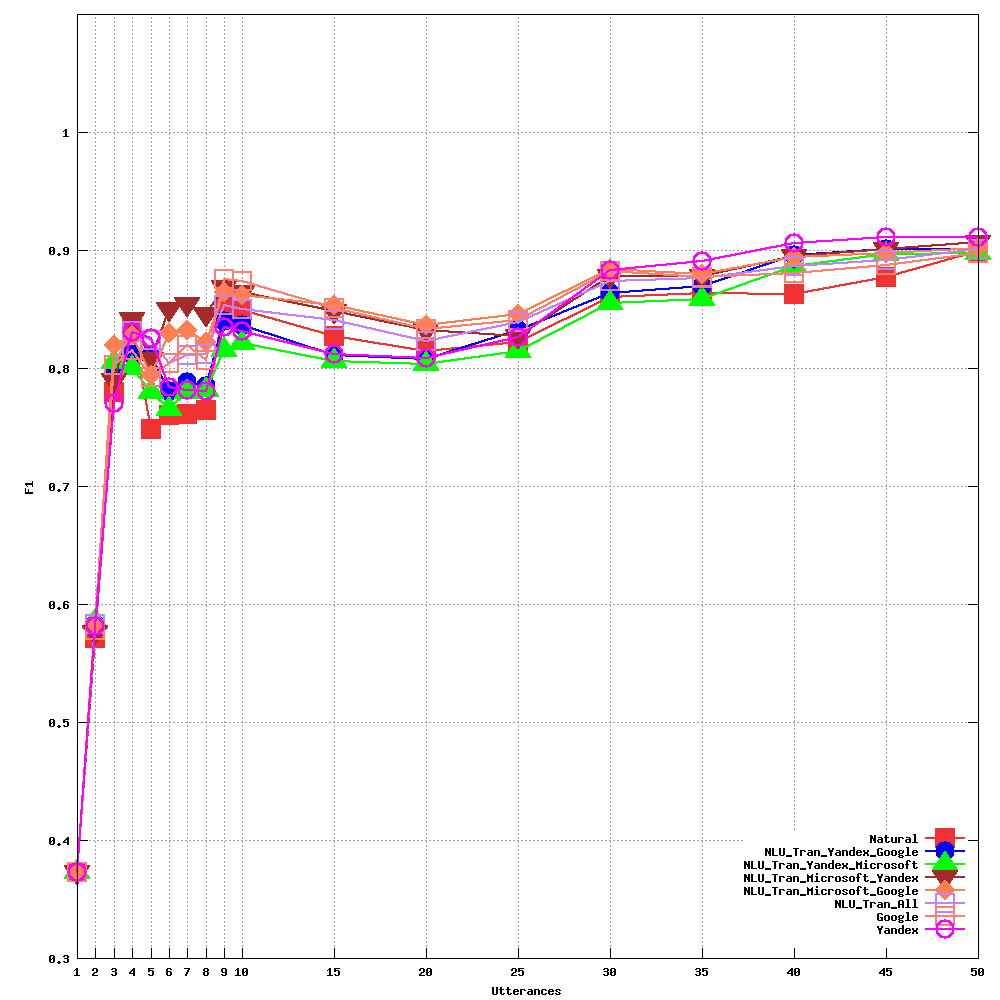 1
0.9
0.8
0.7
0.6
0.5
0.4
0.3
F1
1 2 3 4 5 6 7 8 9 10 15 20 25 30 35 40 45 50
Utterances
Natural
NLU_Tran_Yandex_Google
NLU_Tran_Yandex_Microsoft
NLU_Tran_Microsoft_Yandex
NLU_Tran_Microsoft_Google
NLU_Tran_All
Google
Yandex